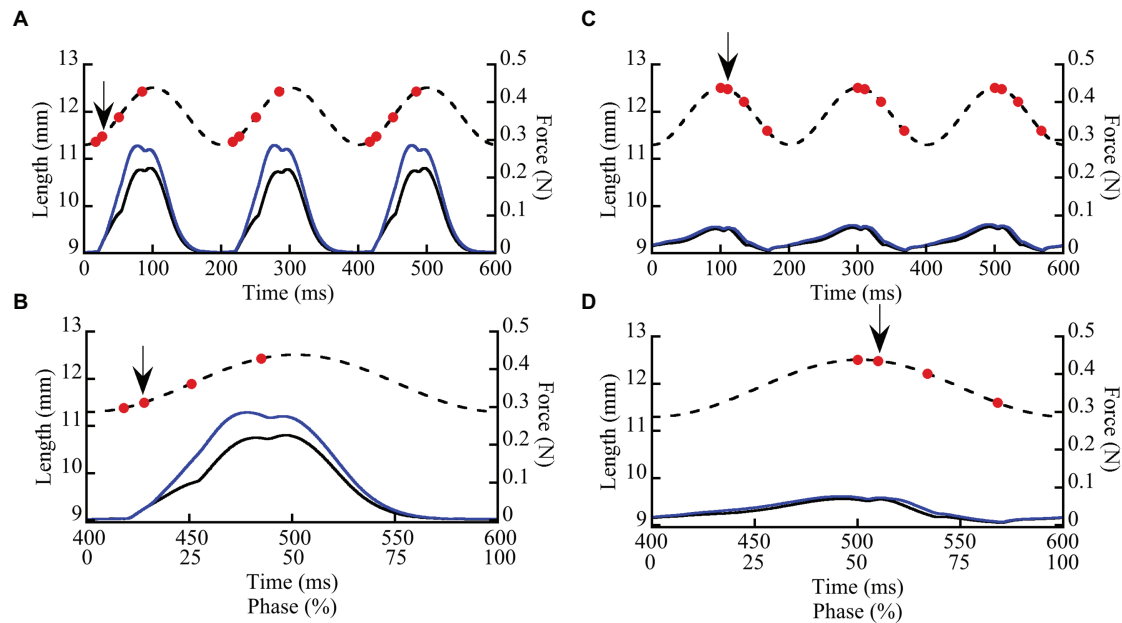 A
13
12
11
10
9
Length (mm)
0.5
0.4
0.3
0.2
0.1
0
Force (N)
0 100 200 300 400 500 600
Time (ms)
C
13
12
11
10
9
Length (mm)
0.5
0.4
0.3
0.2
0.1
0
Force (N)
0 100 200 300 400 500 600
Time (ms)
B
13
12
11
10
9
Length (mm)
0.5
0.4
0.3
0.2
0.1
0
Force (N)
400 450 500 550 600
0 25 50 75 100
Time (ms)
Phase (%)
D
13
12
11
10
9
Length (mm)
0.5
0.4
0.3
0.2
0.1
0
Force (N)
400 450 500 550 600
0 25 50 75 100
Time (ms)
Phase (%)